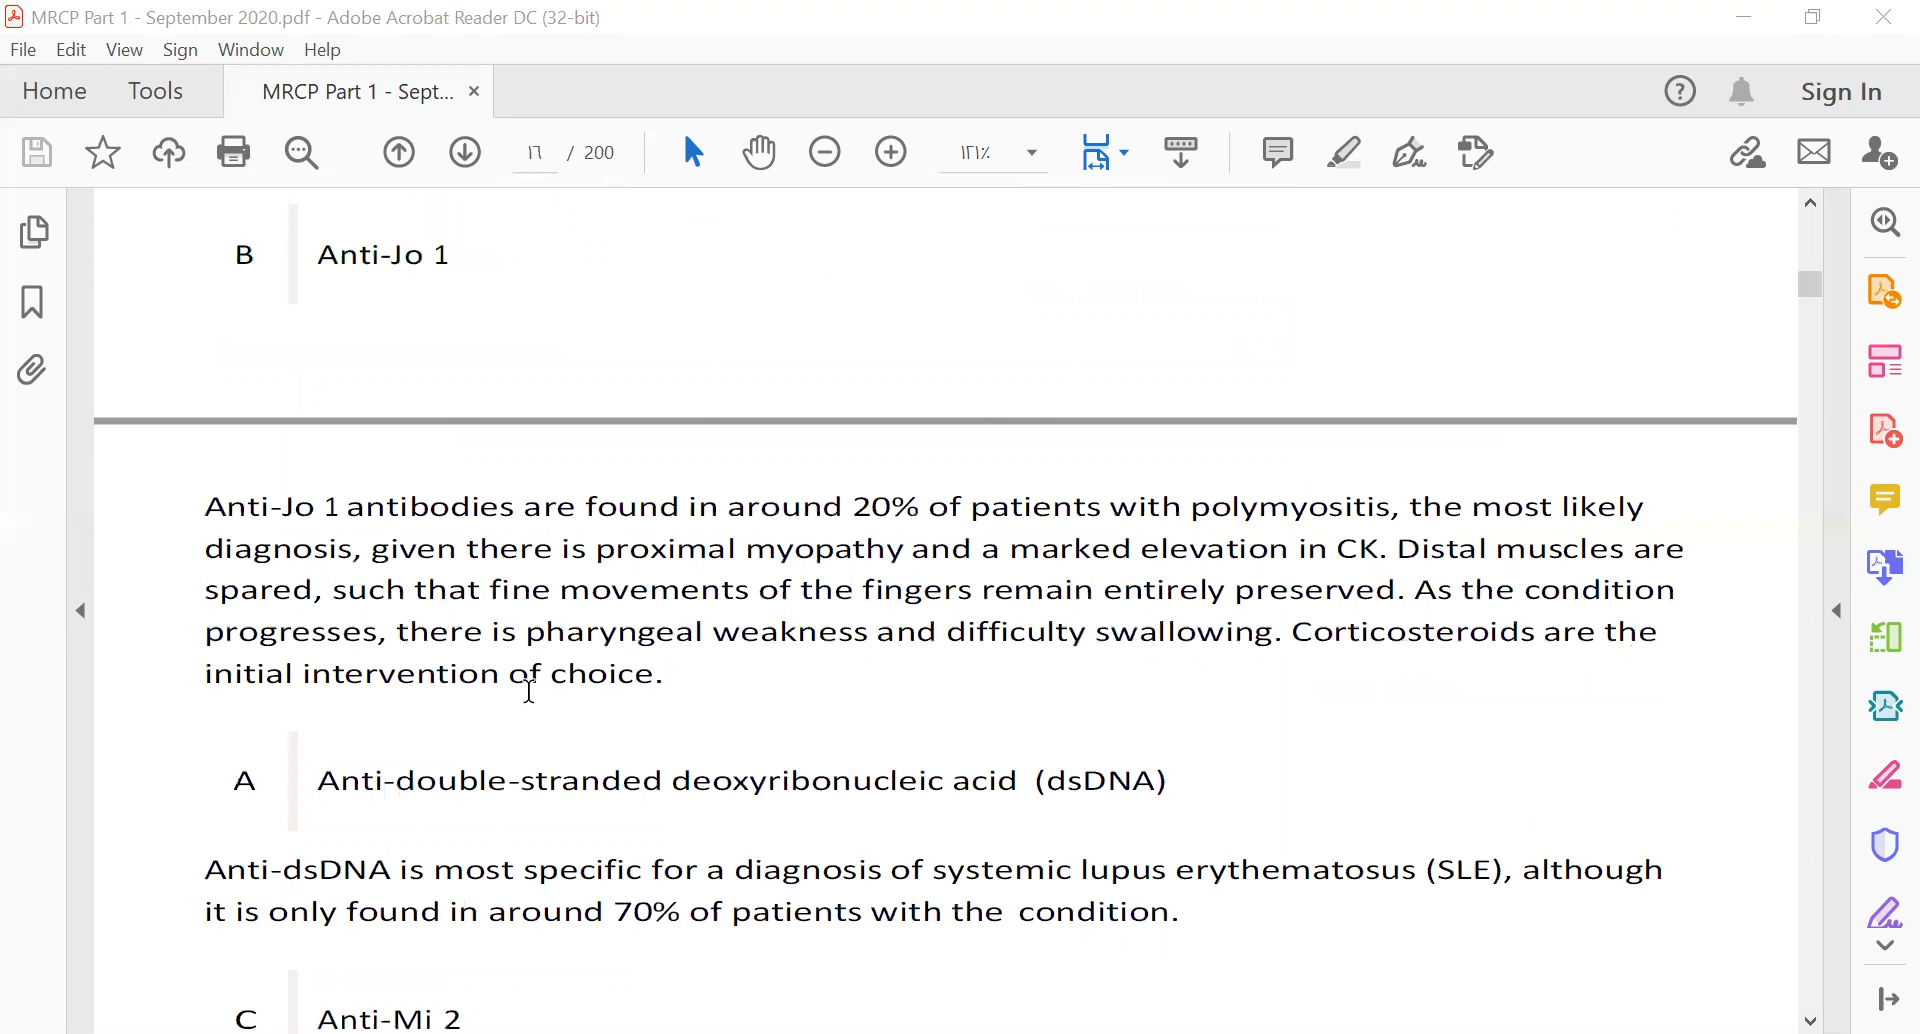 MRCP Part 1 - September 2020.pdf - Adobe Acrobat Reader DC (32-bit)
File Edit View Sign Window Help
Home Tools MRCP Part 1 - Sept... × Sign In
١٦ / 200 ١٢١٪
B Anti-Jo 1
Anti-Jo 1 antibodies are found in around 20% of patients with polymyositis, the most likely
diagnosis, given there is proximal myopathy and a marked elevation in CK. Distal muscles are
spared, such that fine movements of the fingers remain entirely preserved. As the condition
progresses, there is pharyngeal weakness and difficulty swallowing. Corticosteroids are the
initial intervention of choice.
A Anti-double-stranded deoxyribonucleic acid (dsDNA)
Anti-dsDNA is most specific for a diagnosis of systemic lupus erythematosus (SLE), although
it is only found in around 70% of patients with the condition.
C Anti-Mi 2